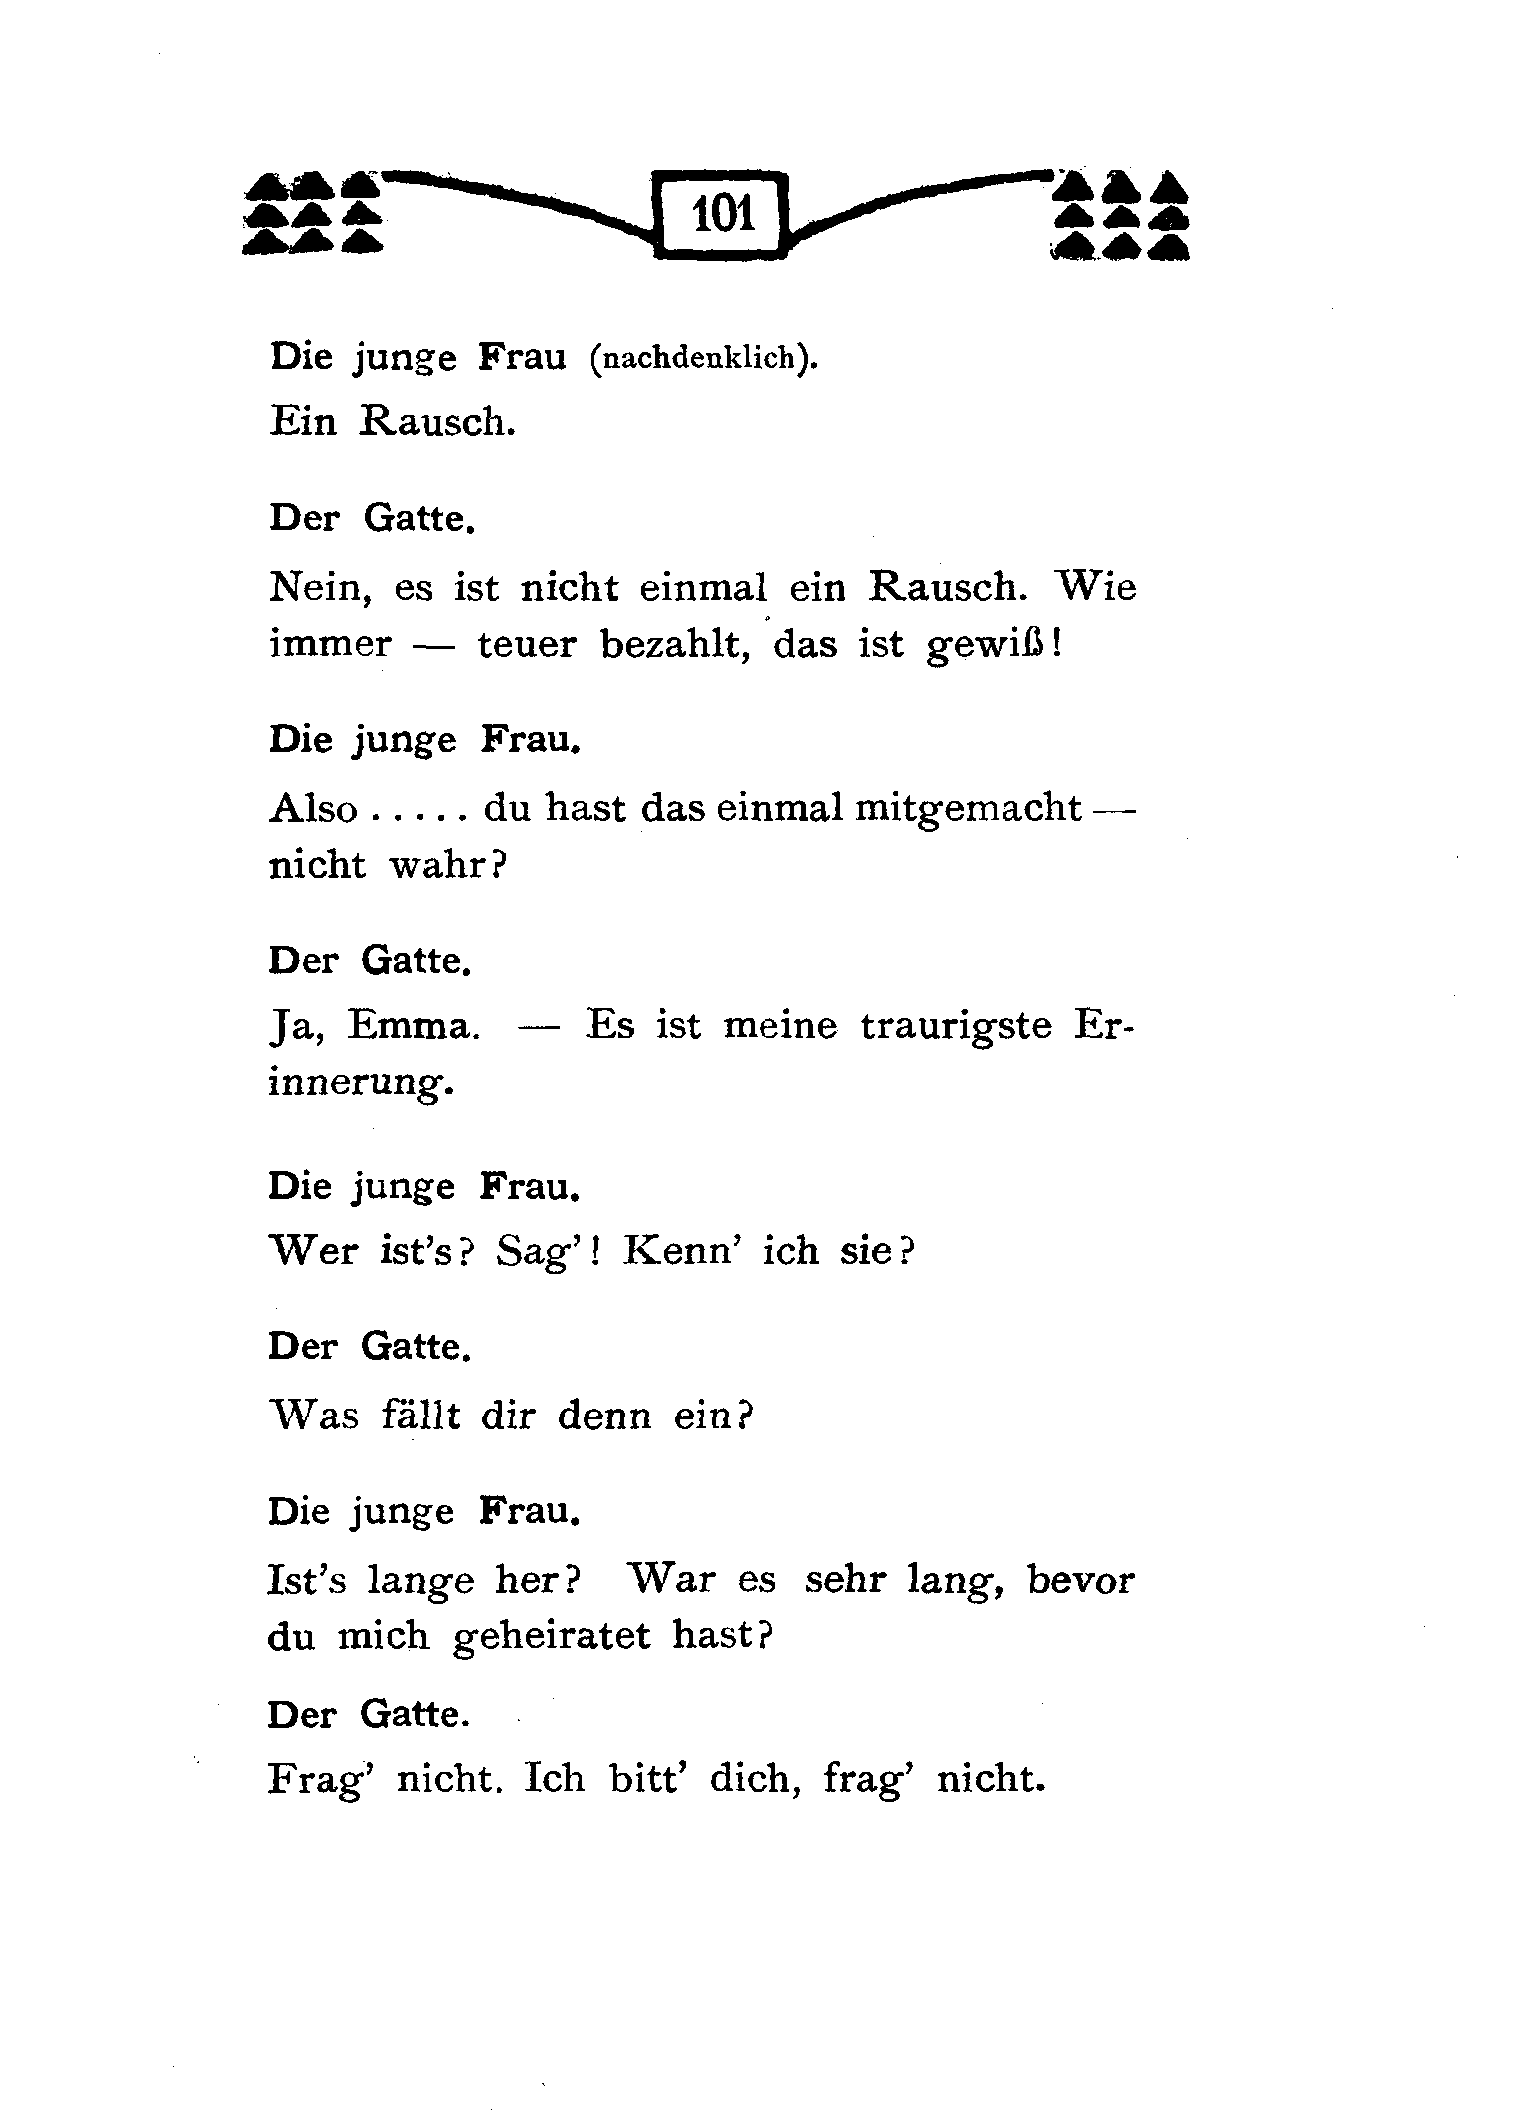 101
Die junge Frau (nachdenklich).
Ein Rausch.
Der Gatte.
Nein, es ist nicht einmal ein Rausch. Wie
immer — teuer bezahlt, das ist gewiß!
Die junge Frau.
Also ..... du hast das einmal mitgemacht —
nicht wahr?
Der Gatte.
Ja, Emma. — Es ist meine traurigste Er-
innerung.
Die junge Frau.
Wer ist's? Sag'! Kenn' ich sie?
Der Gatte.
Was fällt dir denn ein?
Die junge Frau.
Ist's lange her? War es sehr lang, bevor
du mich geheiratet hast?
Der Gatte.
Frag' nicht. Ich bitt' dich, frag' nicht.